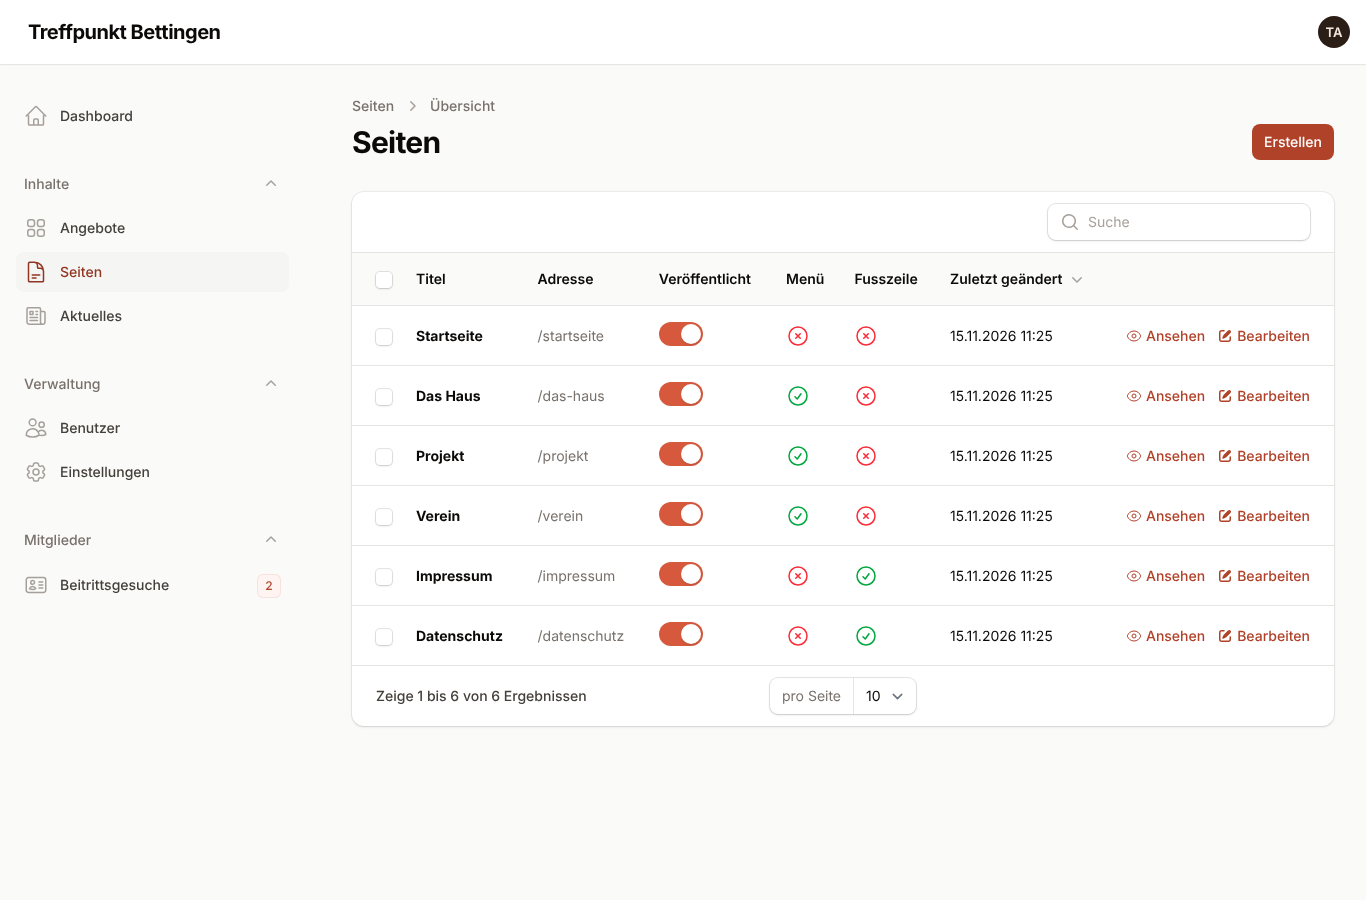 Treffpunkt Bettingen
TA
Dashboard
Inhalte
Angebote
Seiten
Aktuelles
Verwaltung
Benutzer
Einstellungen
Mitglieder
Beitrittsgesuche 2
Seiten Übersicht
Seiten
Erstellen
Suche
Titel Adresse Veröffentlicht Menü Fusszeile Zuletzt geändert
Startseite /startseite 15.11.2026 11:25 Ansehen Bearbeiten
Das Haus /das-haus 15.11.2026 11:25 Ansehen Bearbeiten
Projekt /projekt 15.11.2026 11:25 Ansehen Bearbeiten
Verein /verein 15.11.2026 11:25 Ansehen Bearbeiten
Impressum /impressum 15.11.2026 11:25 Ansehen Bearbeiten
Datenschutz /datenschutz 15.11.2026 11:25 Ansehen Bearbeiten
Zeige 1 bis 6 von 6 Ergebnissen pro Seite 10